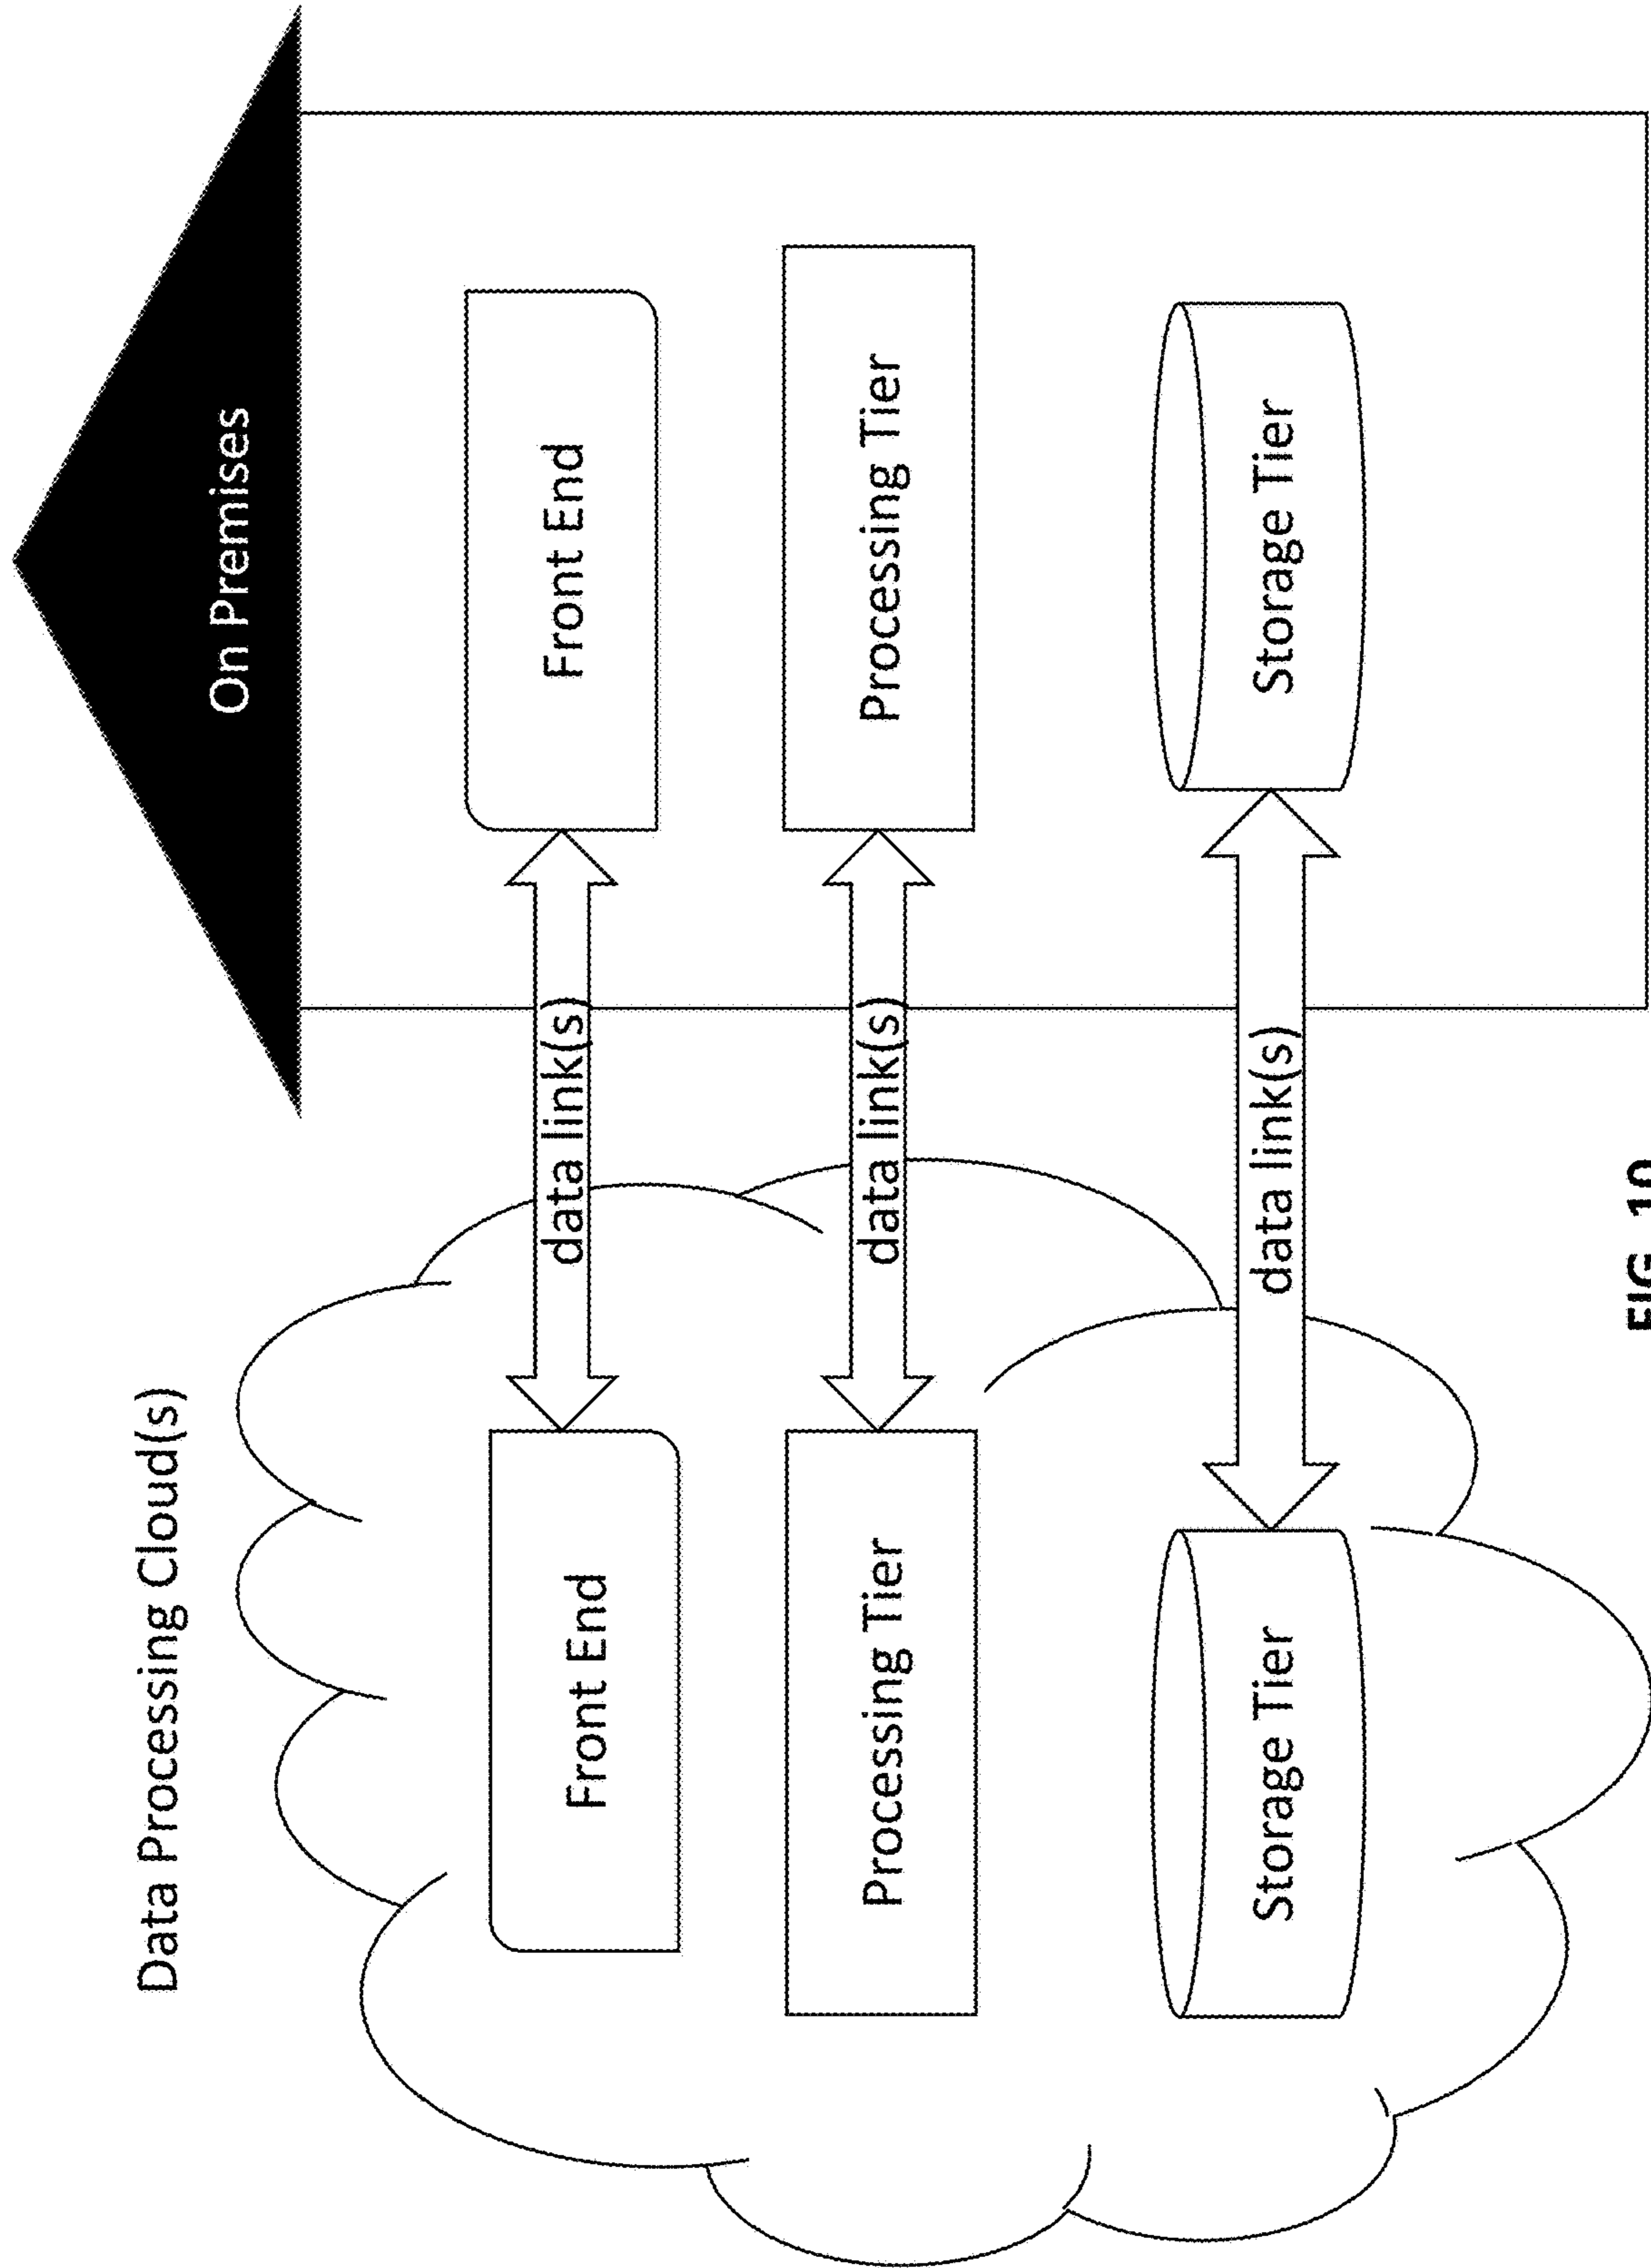 Data Processing Cloud(s)
On Premises
Front End
data link(s)
Front End
Processing Tier
data link(s)
Processing Tier
Storage Tier
data link(s)
Storage Tier
FIG